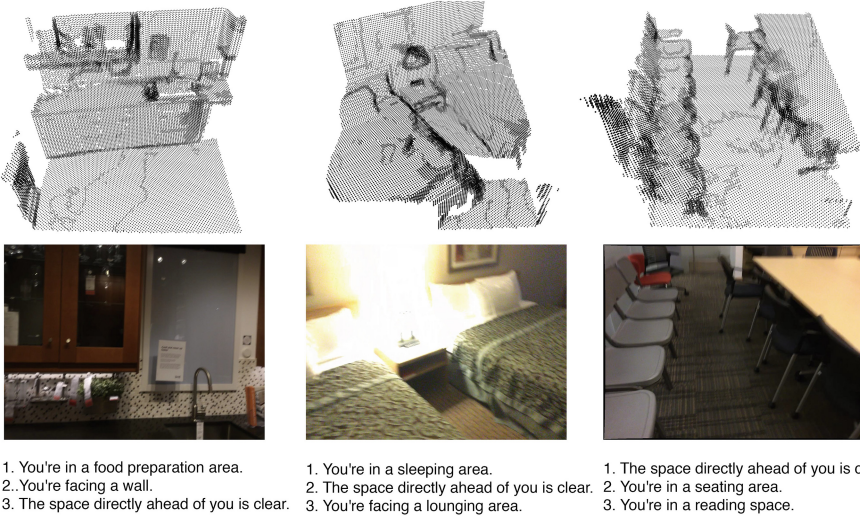 1. You're in a food preparation area.
2..You're facing a wall.
3. The space directly ahead of you is clear.
1. You're in a sleeping area.
2. The space directly ahead of you is clear.
3. You're facing a lounging area.
1. The space directly ahead of you is c
2. You're in a seating area.
3. You're in a reading space.